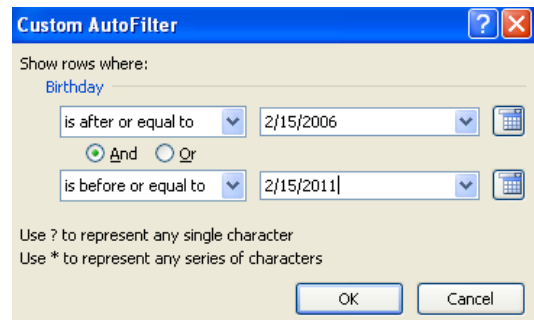 Custom AutoFilter
?
Show rows where:
Birthday
is after or equal to 2/15/2006
And Or
is before or equal to 2/15/2011
Use ? to represent any single character
Use * to represent any series of characters
OK Cancel